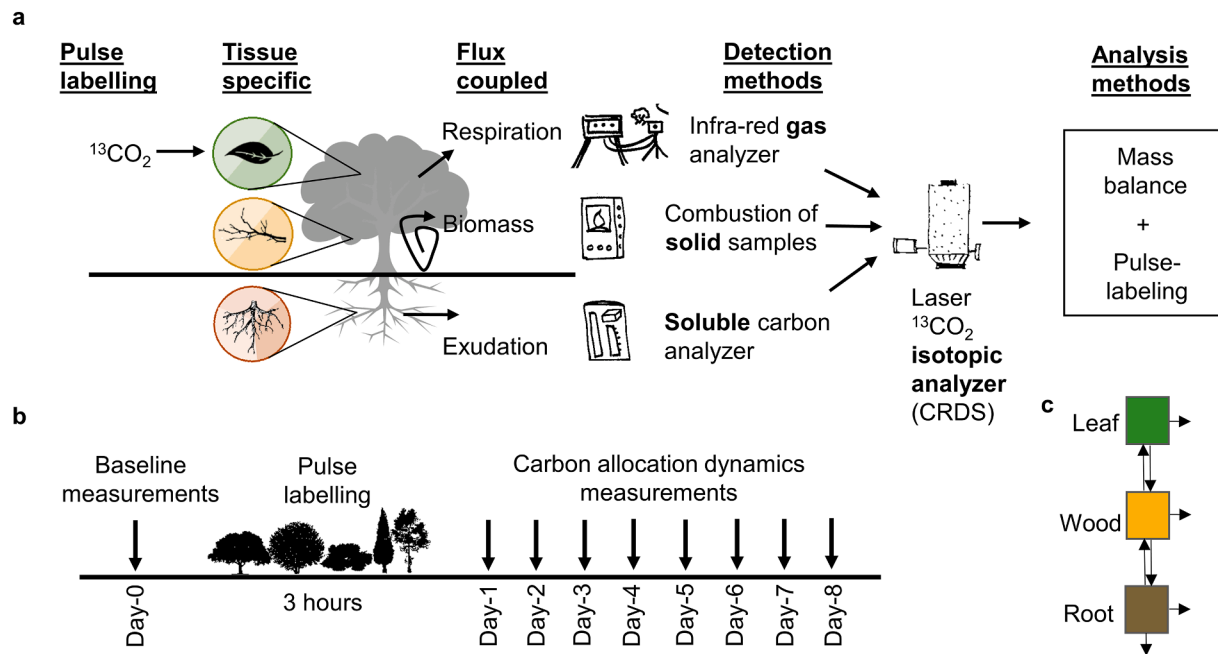 a
Pulse
labelling
Tissue
specific
Flux
coupled
Detection
methods
Analysis
methods
¹³CO₂
Respiration
Biomass
Exudation
Infra-red gas
analyzer
Combustion of
solid samples
Soluble carbon
analyzer
Laser
¹³CO₂
isotopic
analyzer
(CRDS)
Mass
balance
+
Pulse-
labeling
b
Baseline
measurements
Pulse
labelling
Carbon allocation dynamics
measurements
Day-0
3 hours
Day-1
Day-2
Day-3
Day-4
Day-5
Day-6
Day-7
Day-8
c
Leaf
Wood
Root